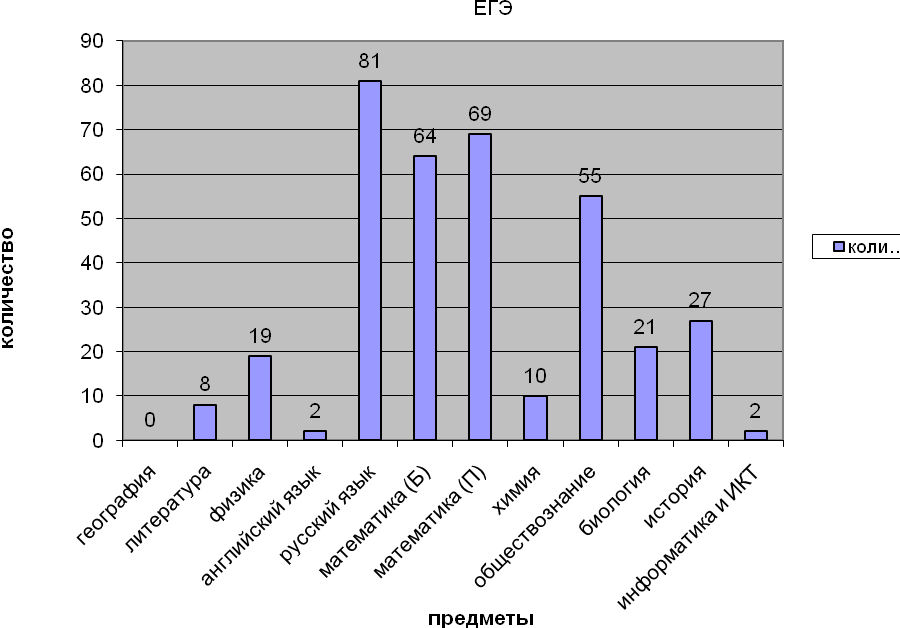 ЕГЭ
90
80
70
60
50
40
30
20
10
0
количество
0
8
19
2
81
64
69
10
55
21
27
2
география
литература
физика
английский язык
русский язык
математика (Б)
математика (П)
химия
обществознание
биология
история
информатика и ИКТ
предметы
коли...